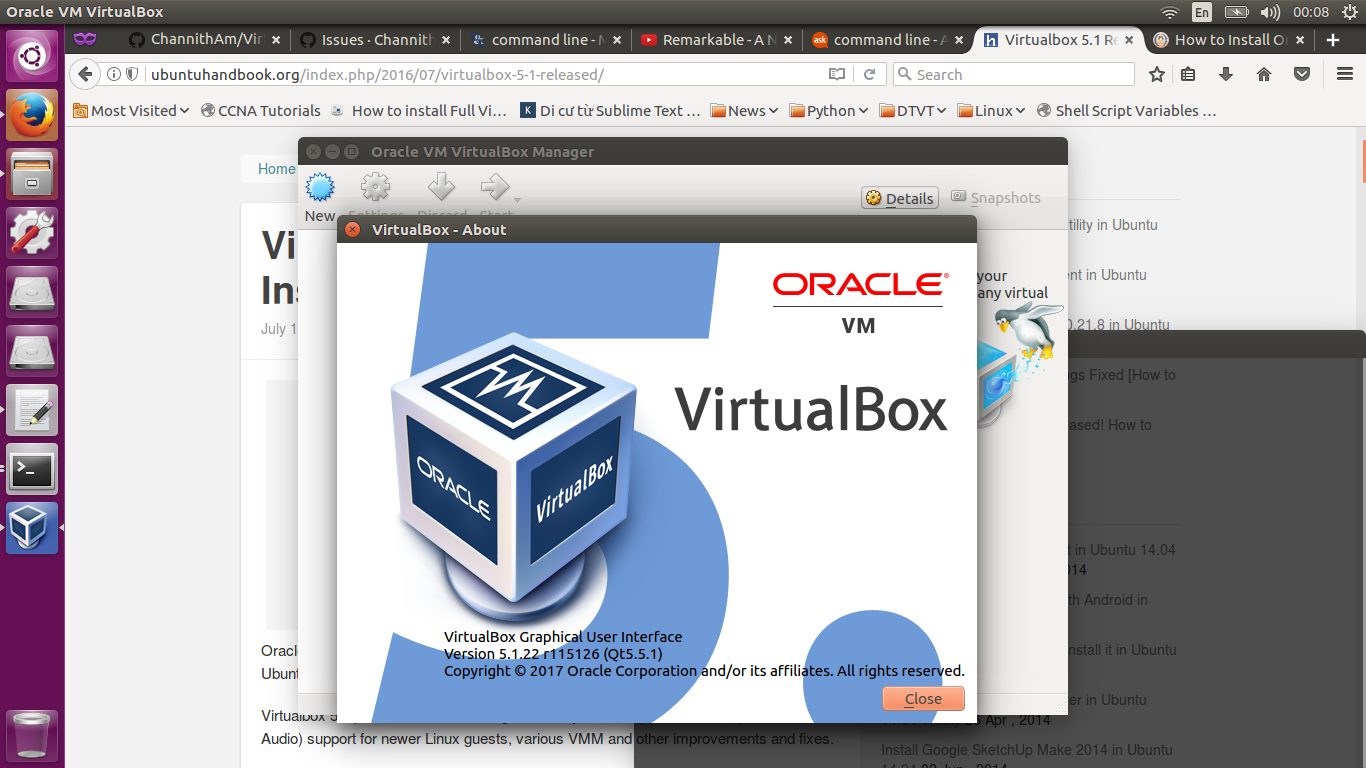 Oracle VM VirtualBox
En
00:08
ChannithAm/Vir
Issues · Channith
command line - M
Remarkable - A N
ask
command line - A
Virtualbox 5.1 Re
How to Install O
ubuntuhandbook.org/index.php/2016/07/virtualbox-5-1-released/
Search
Most Visited
CCNA Tutorials
How to install Full Vi...
K
Di cư từ Sublime Text ...
News
Python
DTVT
Linux
Shell Script Variables ...
Home
Oracle VM VirtualBox Manager
New
Settings
Discard
Start
Details
Snapshots
Vi
Ins
July 1
VirtualBox - About
ORACLE
VM
VirtualBox
VM
ORACLE
VirtualBox
VirtualBox Graphical User Interface
Version 5.1.22 r115126 (Qt5.5.1)
Copyright © 2017 Oracle Corporation and/or its affiliates. All rights reserved.
Close
your
any virtual
tility in Ubuntu
ent in Ubuntu
0.21.8 in Ubuntu
gs Fixed [How to
ased! How to
t in Ubuntu 14.04
014
th Android in
nstall it in Ubuntu
er in Ubuntu
Apr , 2014
Install Google SketchUp Make 2014 in Ubuntu
Oracle
Ubunt
Virtualbox 5
Audio) support for newer Linux guests, various VMM and other improvements and fixes.